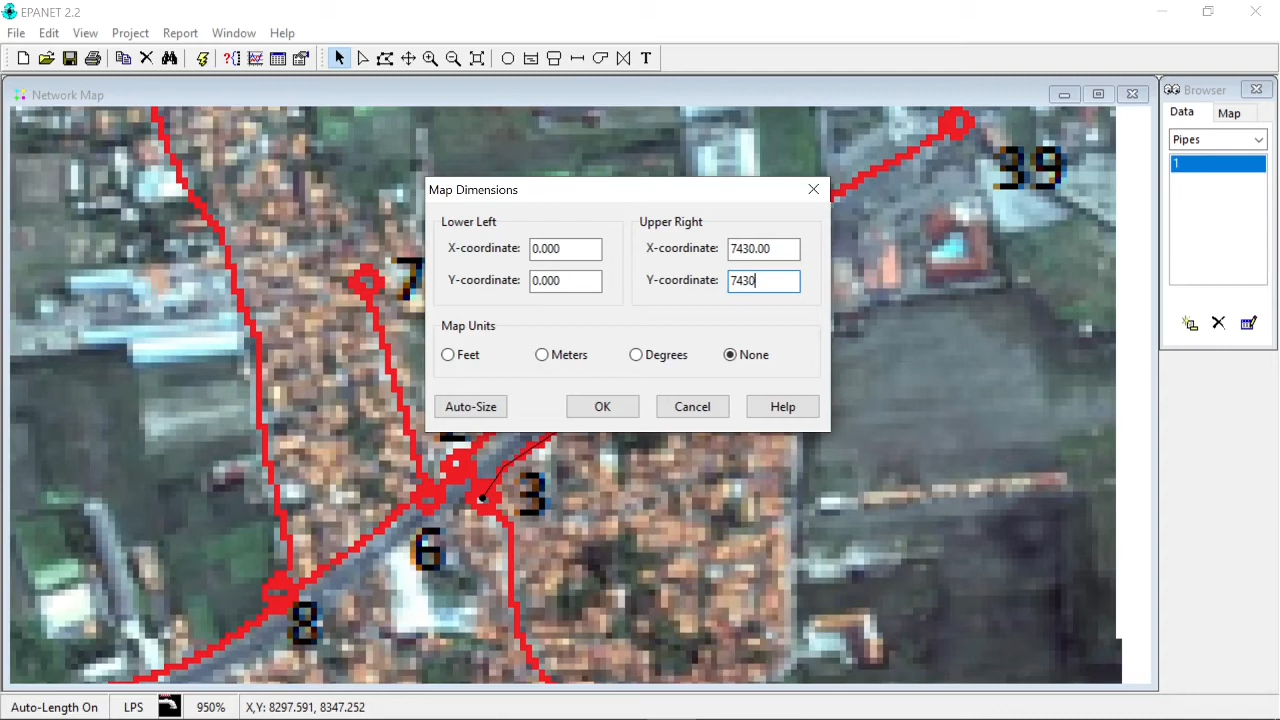 EPANET 2.2
File Edit View Project Report Window Help
Network Map
Browser
Data Map
Pipes
1
39
7
3
6
8
Map Dimensions
Lower Left
X-coordinate: 0.000
Y-coordinate: 0.000
Upper Right
X-coordinate: 7430.00
Y-coordinate: 7430
Map Units
Feet Meters Degrees None
Auto-Size OK Cancel Help
Auto-Length On LPS 950% X,Y: 8297.591, 8347.252